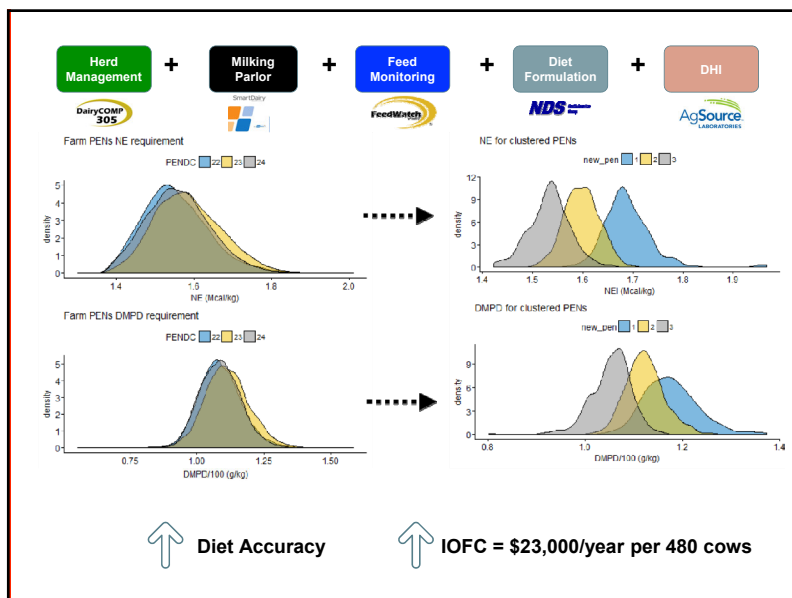 Herd Management + Milking Parlor + Feed Monitoring + Diet Formulation + DHI
DairyCOMP 305
SmartDairy
FeedWatch
NDS
AgSource LABORATORIES
Farm PENs NE requirement
PENDC 22 23 24
density
5
4
3
2
1
0
1.4 1.6 1.8 2.0
NE (Mcal/kg)
NE for clustered PENs
new_pen 1 2 3
density
12
9
6
3
0
1.4 1.5 1.6 1.7 1.8 1.9
NEl (Mcal/kg)
Farm PENs DMPD requirement
PENDC 22 23 24
density
5
4
3
2
1
0
0.75 1.00 1.25 1.50
DMPD/100 (g/kg)
DMPD for clustered PENs
new_pen 1 2 3
density
9
6
3
0
0.8 1.0 1.2 1.4
DMPD/100 (g/kg)
Diet Accuracy
IOFC = $23,000/year per 480 cows